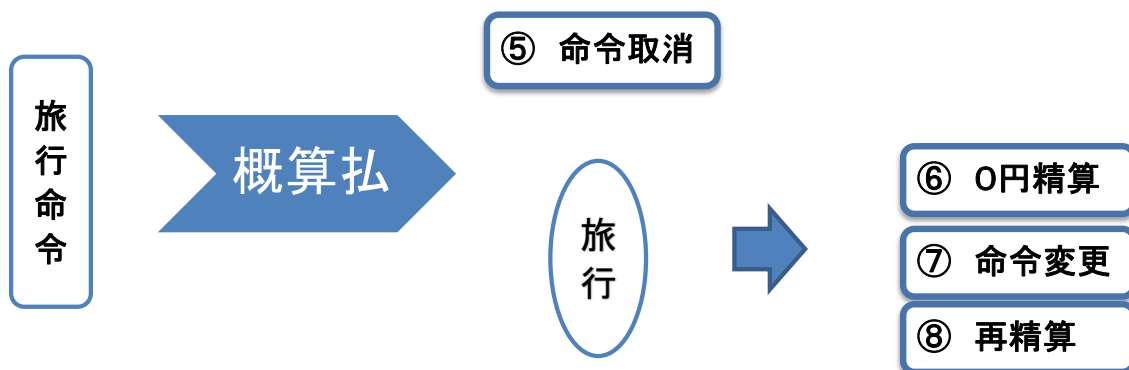 旅行命令
概算払
⑤ 命令取消
旅行
⑥ 0円精算
⑦ 命令変更
⑧ 再精算